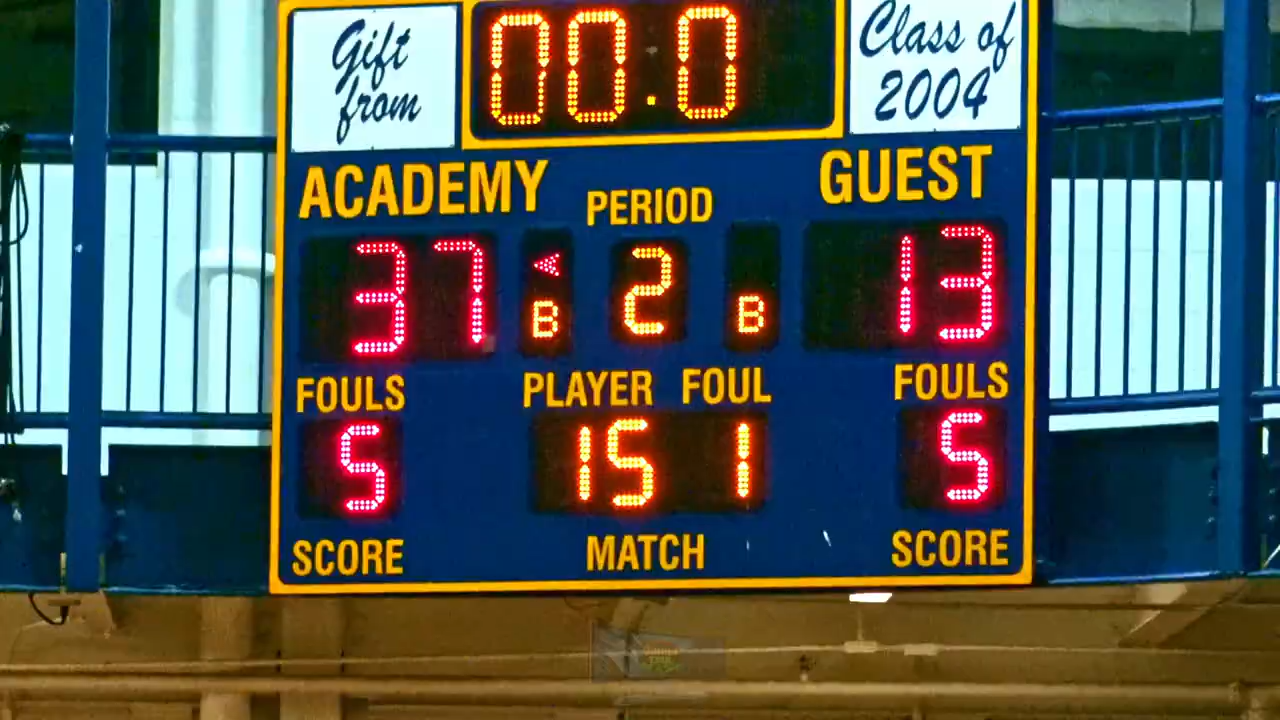 Gift
from
00.0
Class of
2004
ACADEMY
PERIOD
GUEST
37
B
2
B
13
FOULS
PLAYER FOUL
FOULS
5
15 1
5
SCORE
MATCH
SCORE